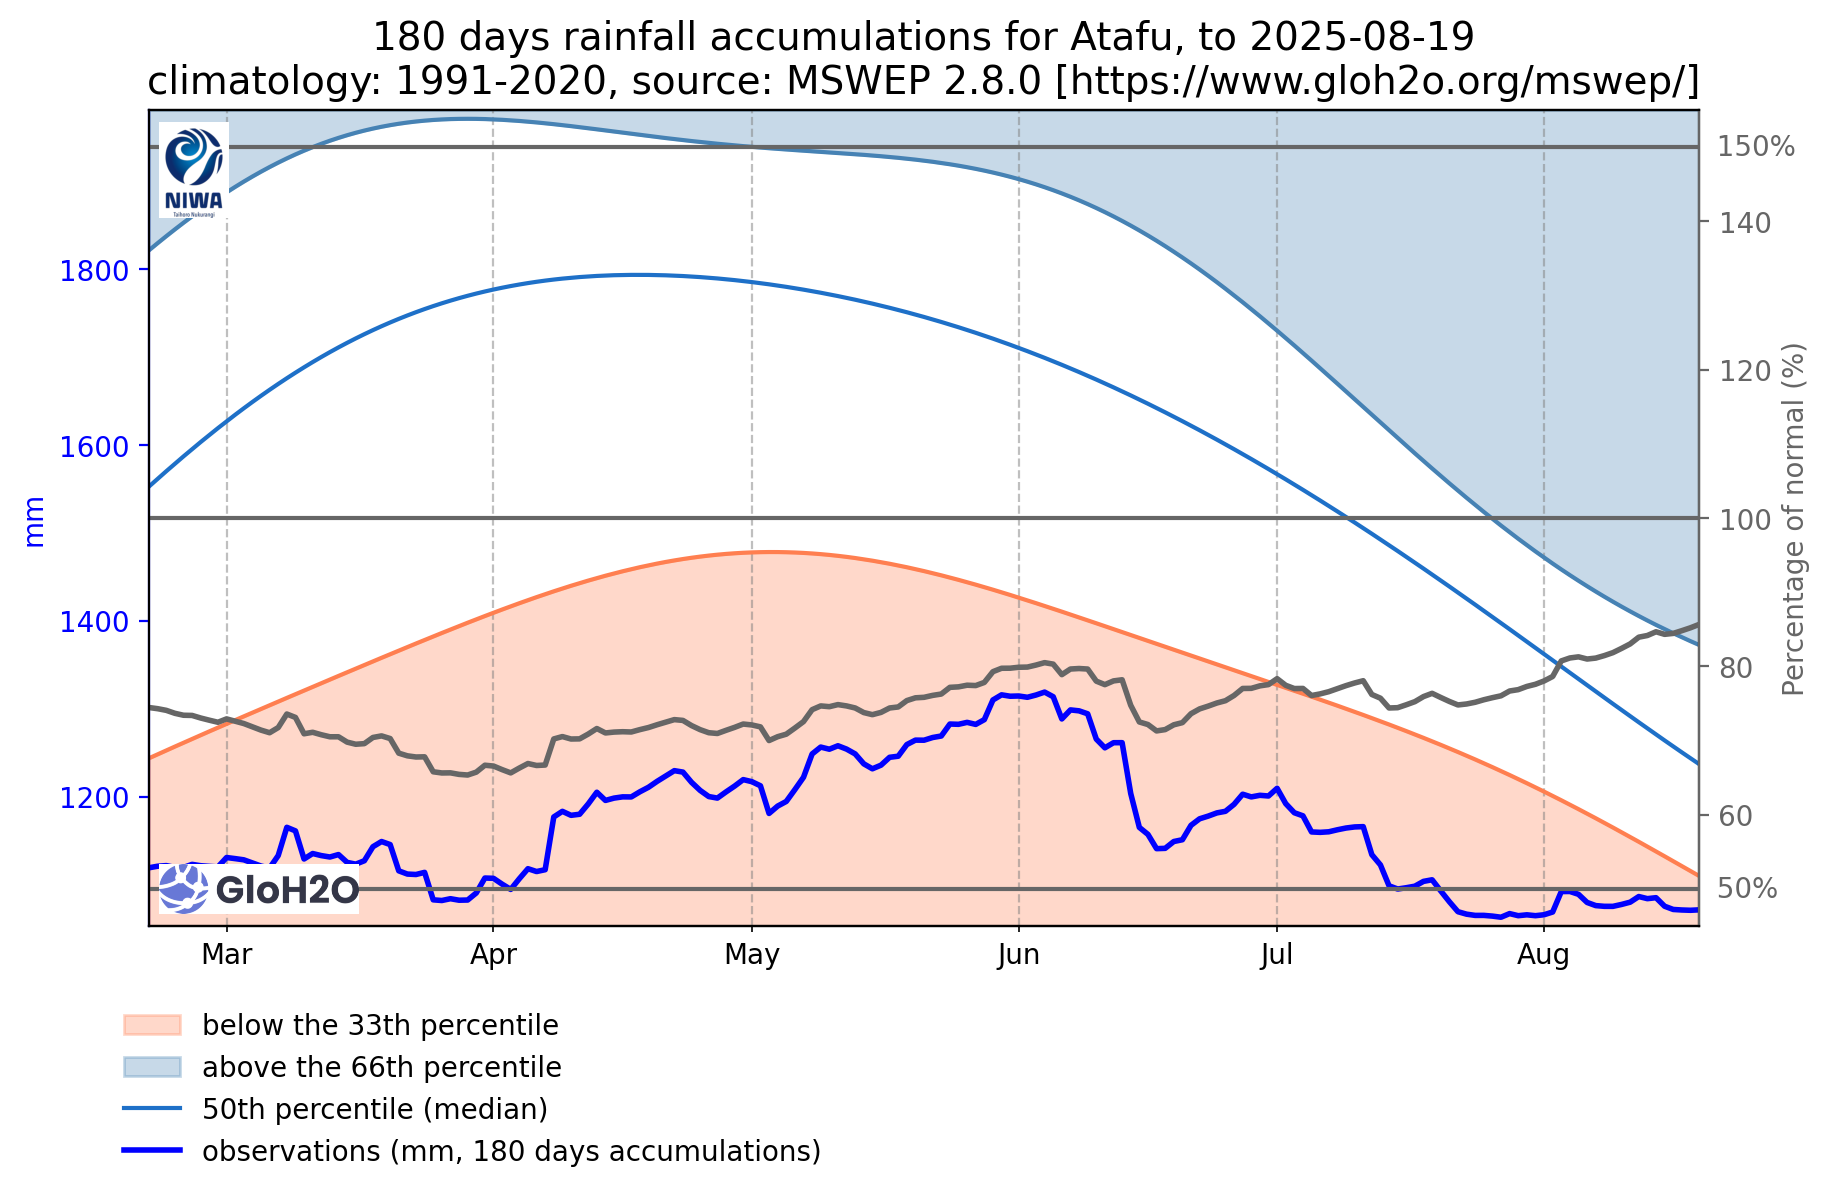 180 days rainfall accumulations for Atafu, to 2025-08-19
climatology: 1991-2020, source: MSWEP 2.8.0 [https://www.gloh2o.org/mswep/]
NIWA
Taihoro Nukurangi
1800
1600
1400
1200
mm
150%
140
120
100
80
60
50%
Percentage of normal (%)
GloH2O
Mar
Apr
May
Jun
Jul
Aug
below the 33th percentile
above the 66th percentile
50th percentile (median)
observations (mm, 180 days accumulations)